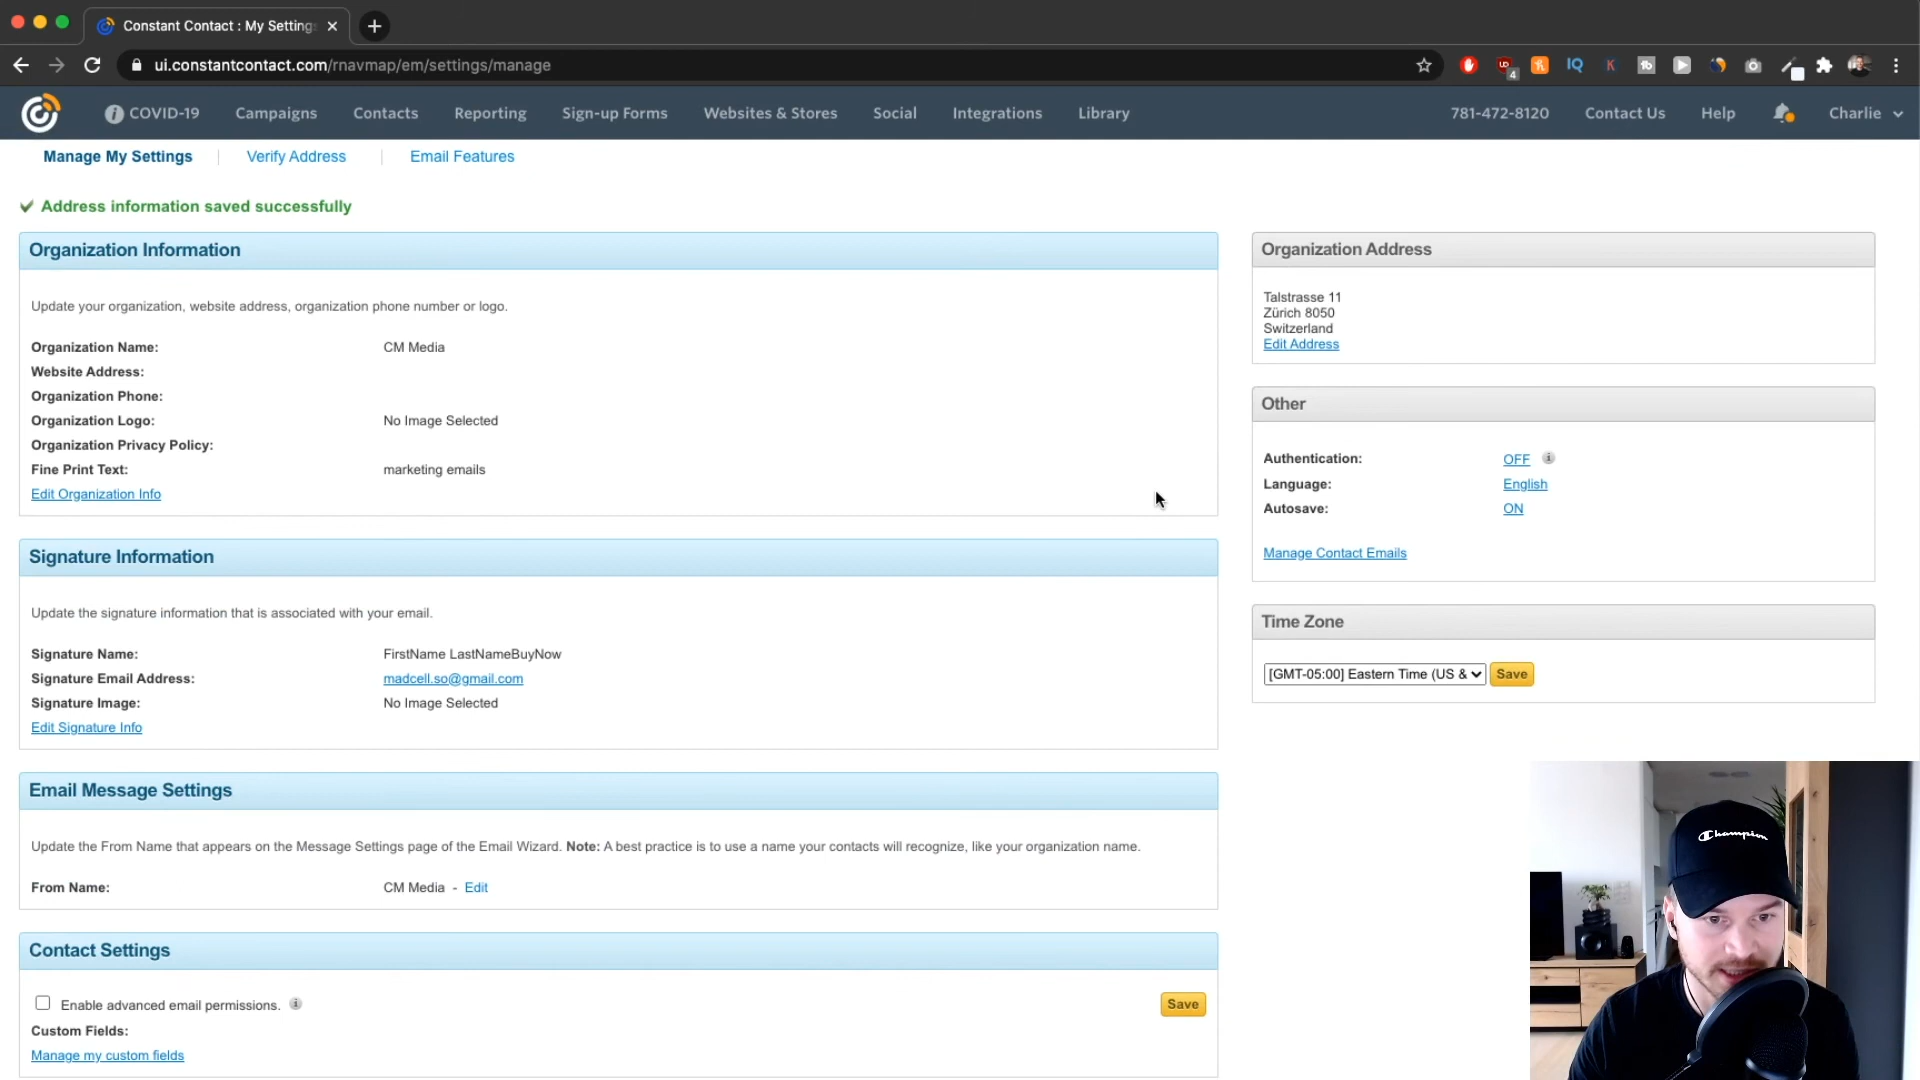 Constant Contact : My Setting
ui.constantcontact.com/rnavmap/em/settings/manage
COVID-19 Campaigns Contacts Reporting Sign-up Forms Websites & Stores Social Integrations Library 781-472-8120 Contact Us Help Charlie
Manage My Settings Verify Address Email Features
Address information saved successfully
Organization Information
Update your organization, website address, organization phone number or logo.
Organization Name: CM Media
Website Address:
Organization Phone:
Organization Logo: No Image Selected
Organization Privacy Policy:
Fine Print Text: marketing emails
Edit Organization Info
Signature Information
Update the signature information that is associated with your email.
Signature Name: FirstName LastNameBuyNow
Signature Email Address: madcell.so@gmail.com
Signature Image: No Image Selected
Edit Signature Info
Email Message Settings
Update the From Name that appears on the Message Settings page of the Email Wizard. Note: A best practice is to use a name your contacts will recognize, like your organization name.
From Name: CM Media - Edit
Contact Settings
Enable advanced email permissions.
Save
Custom Fields:
Manage my custom fields
Organization Address
Talstrasse 11
Zürich 8050
Switzerland
Edit Address
Other
Authentication: OFF
Language: English
Autosave: ON
Manage Contact Emails
Time Zone
[GMT-05:00] Eastern Time (US & Save
Champion